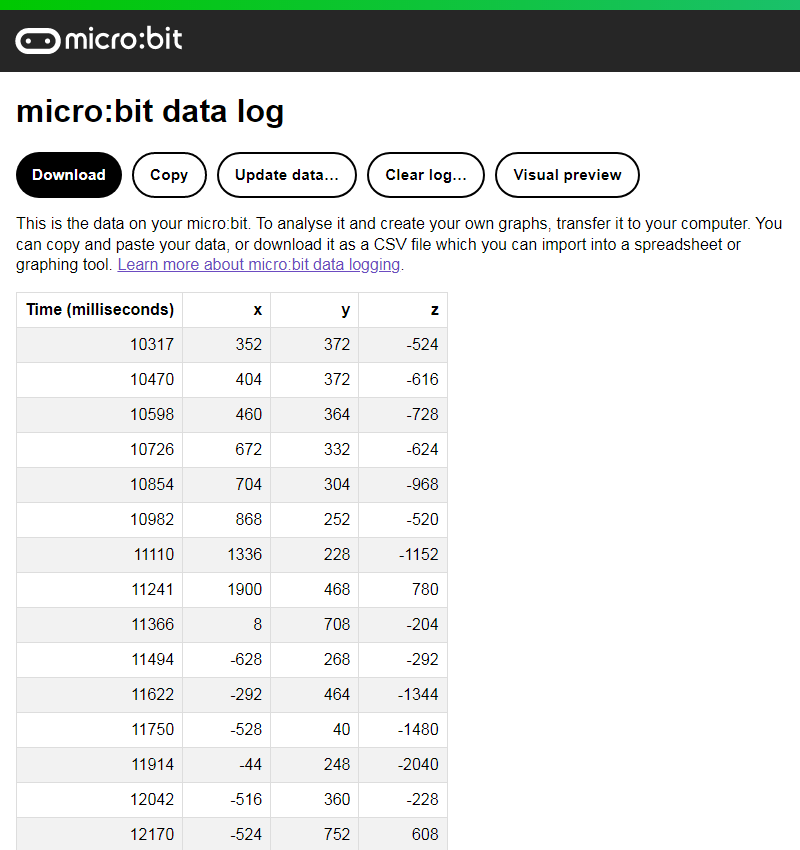 micro:bit
micro:bit data log
Download Copy Update data... Clear log... Visual preview
This is the data on your micro:bit. To analyse it and create your own graphs, transfer it to your computer. You
can copy and paste your data, or download it as a CSV file which you can import into a spreadsheet or
graphing tool. Learn more about micro:bit data logging.
Time (milliseconds) x y z
10317 352 372 -524
10470 404 372 -616
10598 460 364 -728
10726 672 332 -624
10854 704 304 -968
10982 868 252 -520
11110 1336 228 -1152
11241 1900 468 780
11366 8 708 -204
11494 -628 268 -292
11622 -292 464 -1344
11750 -528 40 -1480
11914 -44 248 -2040
12042 -516 360 -228
12170 -524 752 608